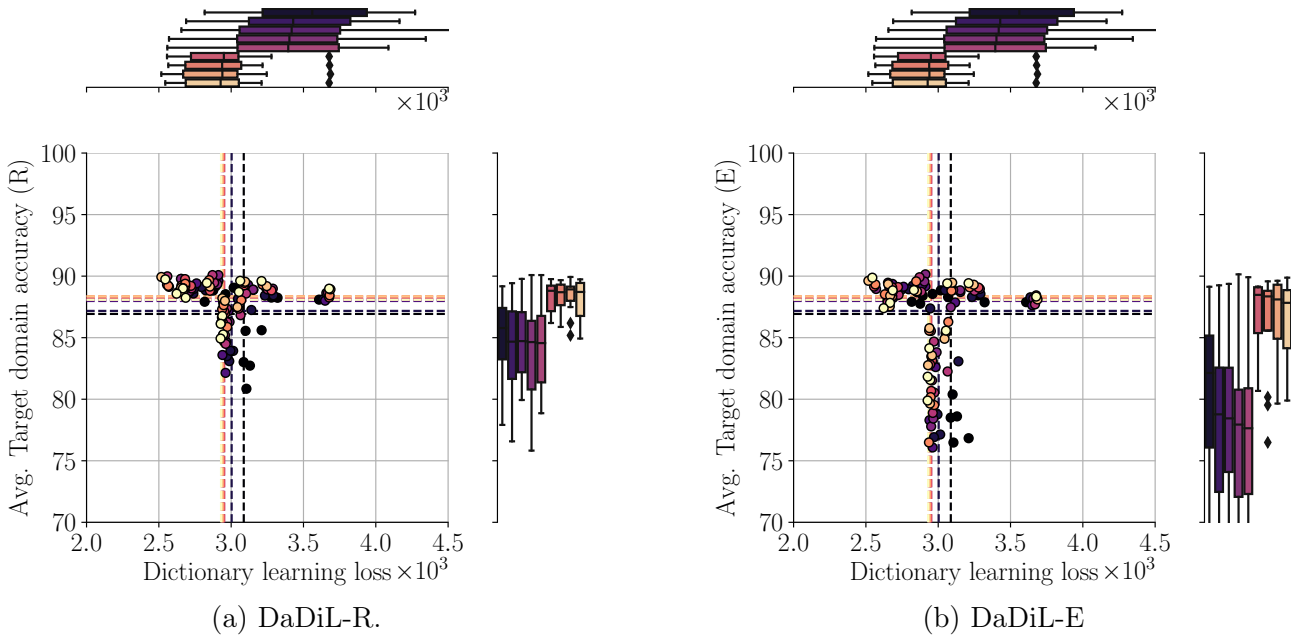 ×10³
×10³
Avg. Target domain accuracy (R)
100
95
90
85
80
75
70
2.0 2.5 3.0 3.5 4.0 4.5
Dictionary learning loss ×10³
(a) DaDiL-R.
Avg. Target domain accuracy (E)
100
95
90
85
80
75
70
2.0 2.5 3.0 3.5 4.0 4.5
Dictionary learning loss ×10³
(b) DaDiL-E